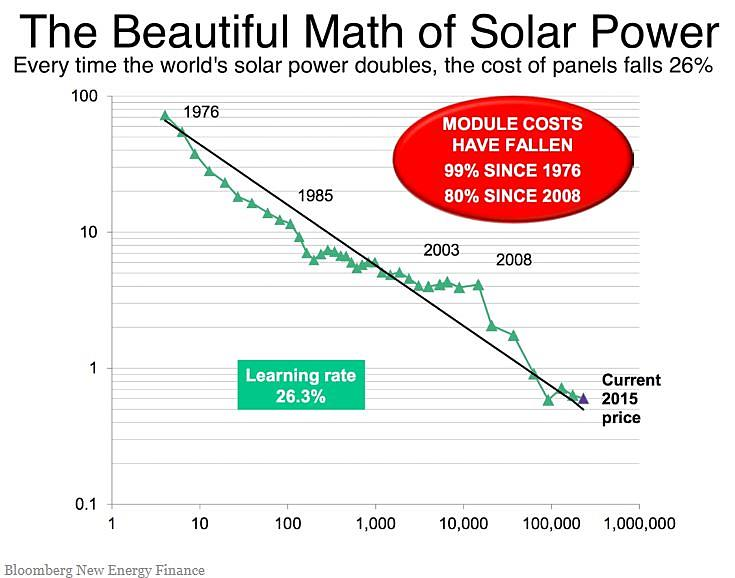 The Beautiful Math of Solar Power
Every time the world's solar power doubles, the cost of panels falls 26%
100
10
1
0.1
1976
1985
2003
2008
MODULE COSTS
HAVE FALLEN
99% SINCE 1976
80% SINCE 2008
Learning rate
26.3%
Current
2015
price
1
10
100
1,000
10,000
100,000
1,000,000
Bloomberg New Energy Finance